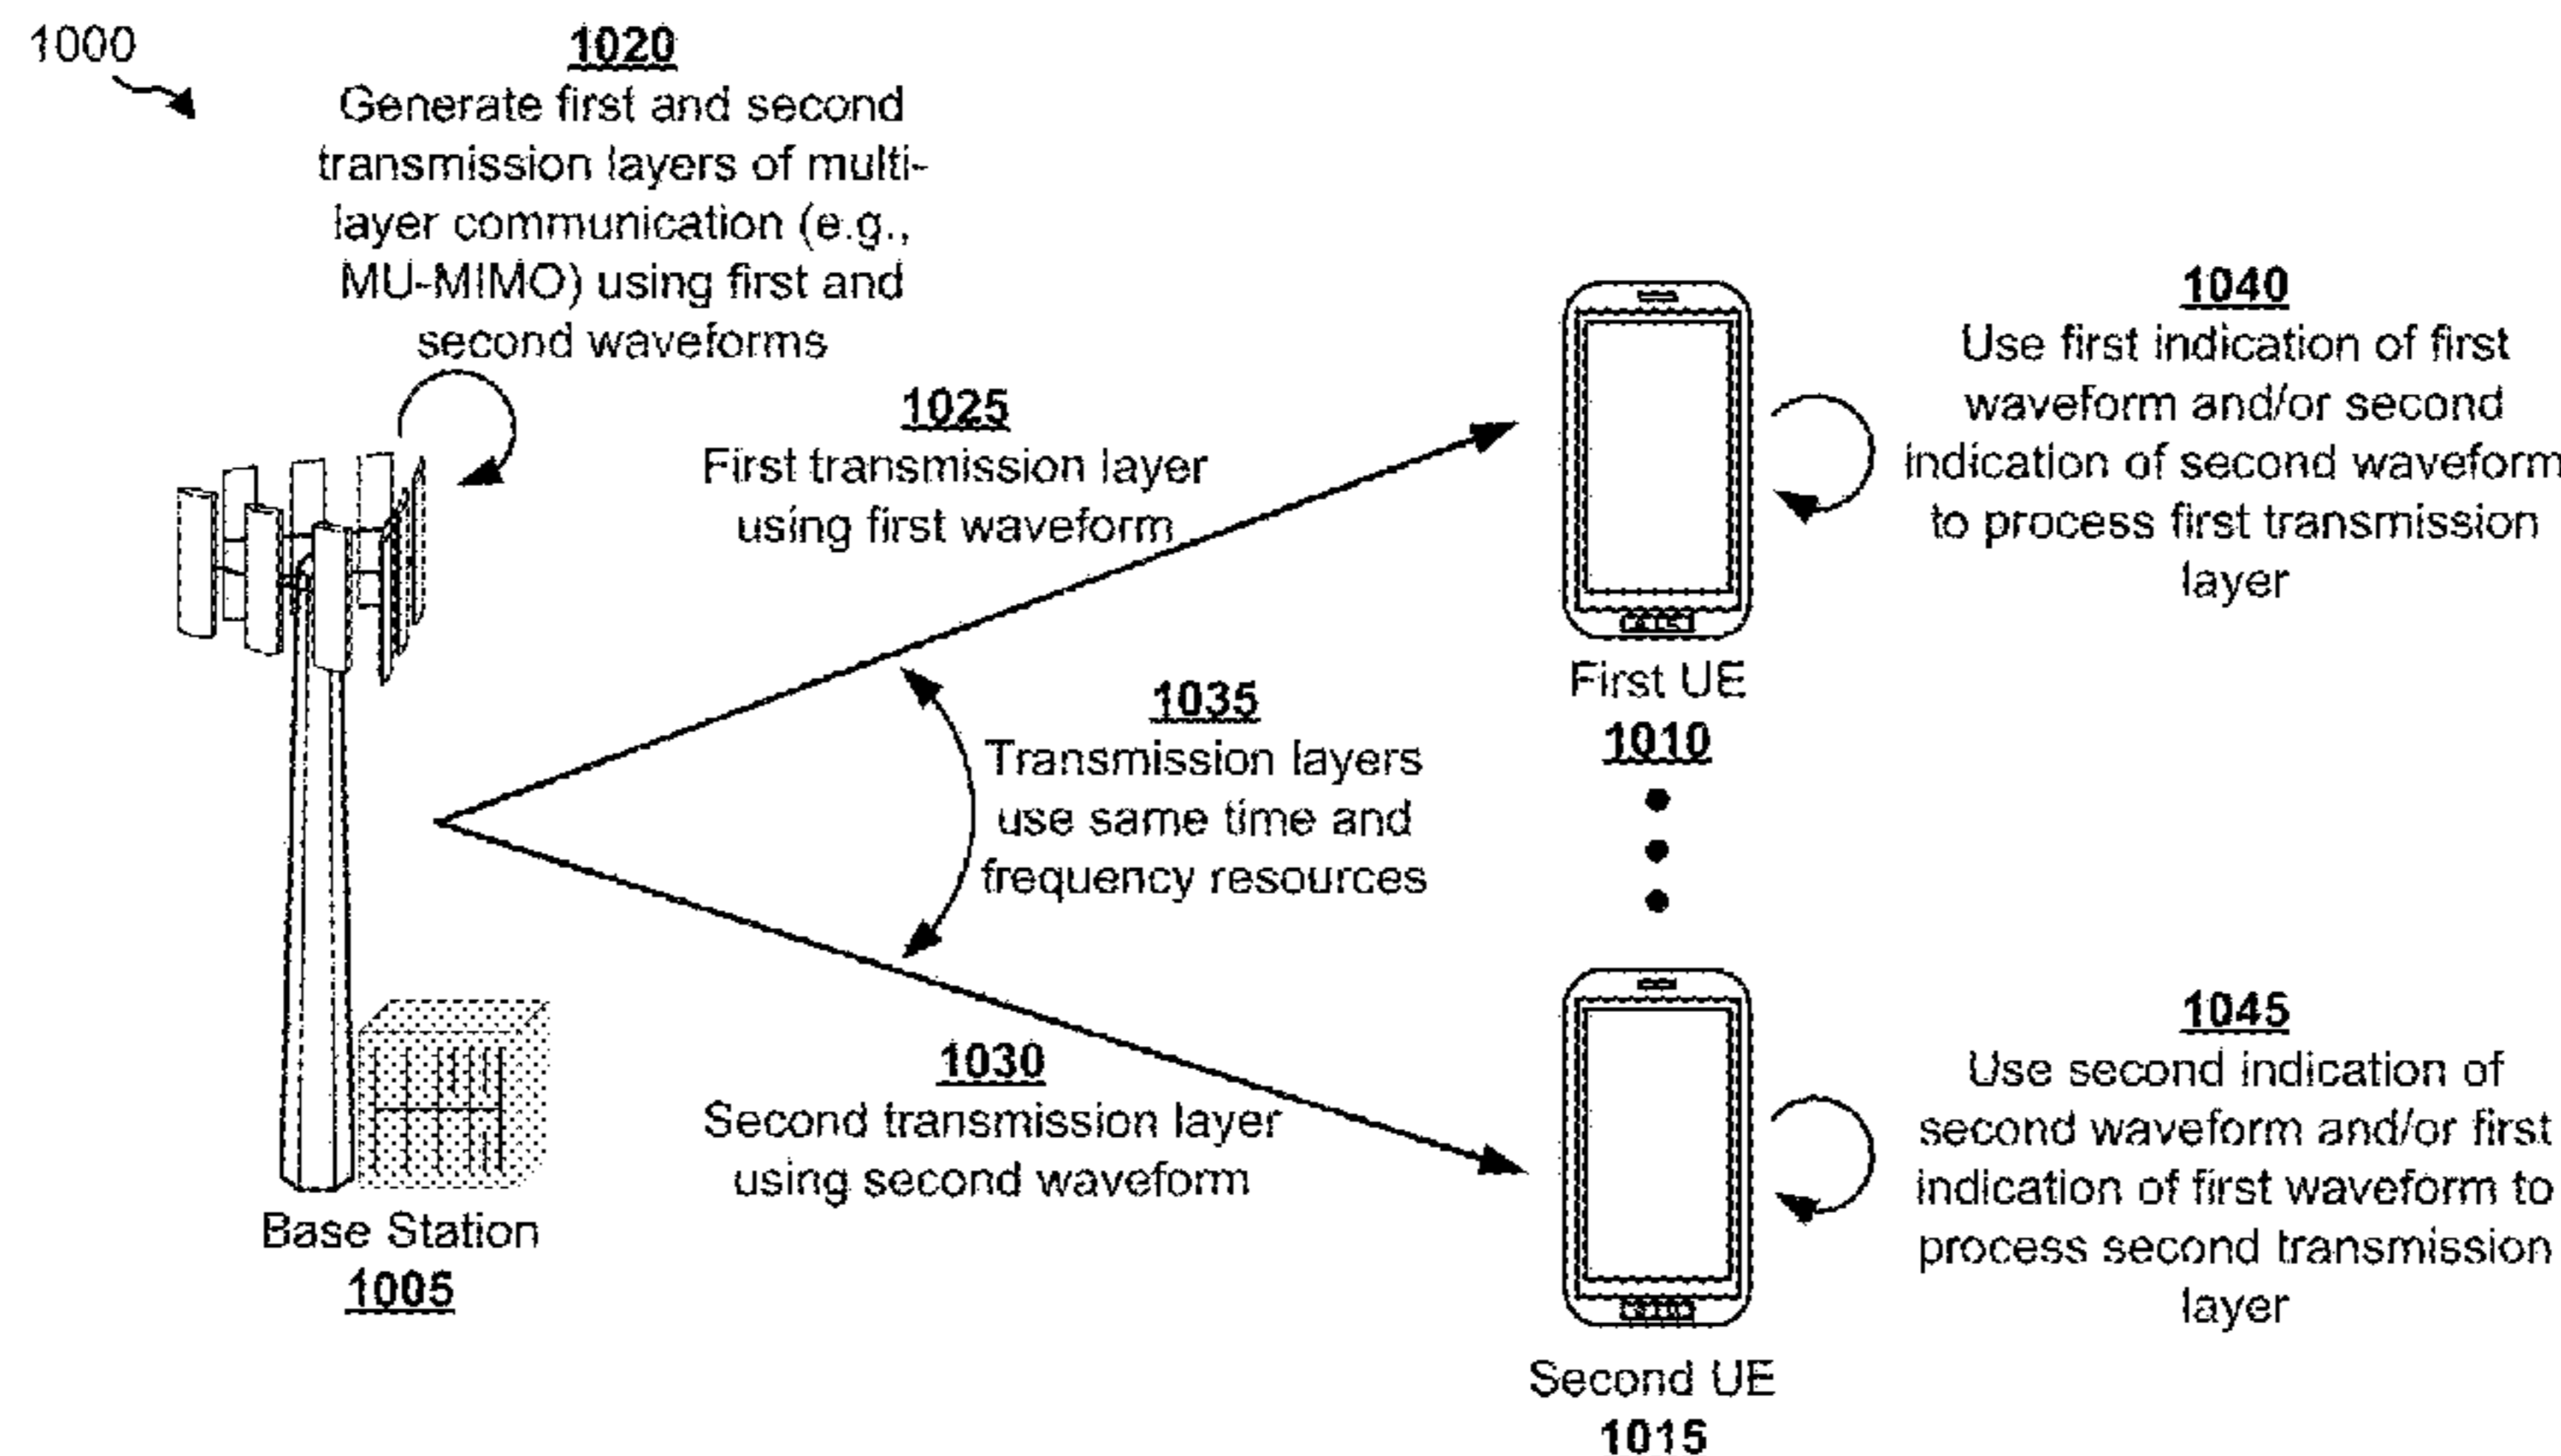 1000
1020
Generate first and second
transmission layers of multi-
layer communication (e.g.,
MU-MIMO) using first and
second waveforms
1025
First transmission layer
using first waveform
1040
Use first indication of first
waveform and/or second
indication of second waveform
to process first transmission
layer
First UE
1010
1035
Transmission layers
use same time and
frequency resources
1030
Second transmission layer
using second waveform
1045
Use second indication of
second waveform and/or first
indication of first waveform to
process second transmission
layer
Base Station
1005
Second UE
1015